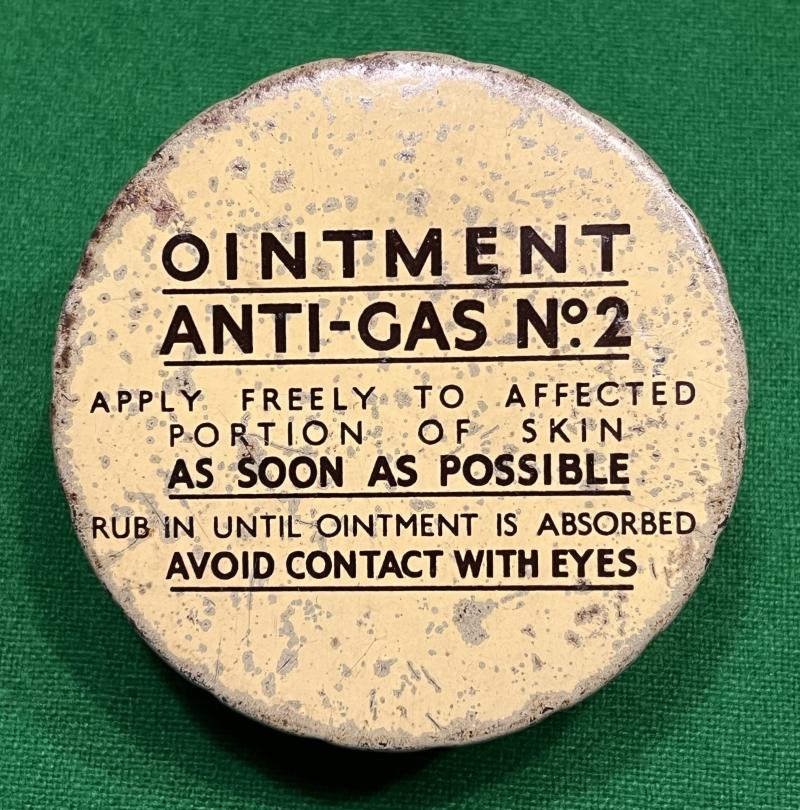 OINTMENT
ANTI-GAS Nº.2
APPLY FREELY TO AFFECTED
PORTION OF SKIN
AS SOON AS POSSIBLE
RUB IN UNTIL OINTMENT IS ABSORBED
AVOID CONTACT WITH EYES